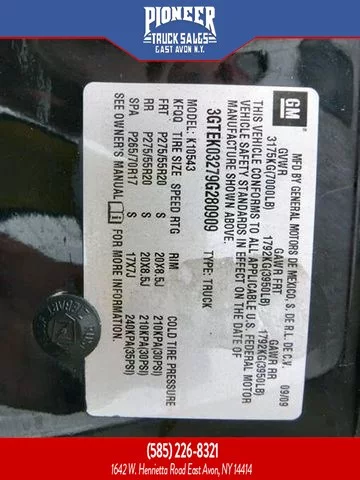 PIONEER
TRUCK SALES
EAST AVON N.Y.
GM
MFD BY GENERAL MOTORS DE MEXICO, S. DE R.L. DE C.V.
09/09
GVWR GAWR FRT GAWR RR
3175KG(7000LB) 1792KG(3950LB) 1792KG(3950LB)
THIS VEHICLE CONFORMS TO ALL APPLICABLE U.S. FEDERAL MOTOR
VEHICLE SAFETY STANDARDS IN EFFECT ON THE DATE OF
MANUFACTURE SHOWN ABOVE.
3GTEK03279G280909 TYPE: TRUCK
MODEL: K10543
KFQQ TIRE SIZE SPEED RTG RIM COLD TIRE PRESSURE
FRT P275/55R20 S 20X8.5J 210KPA(30PSI)
RR P275/55R20 S 20X8.5J 210KPA(30PSI)
SPA P265/70R17 S 17X7J 240KPA(35PSI)
SEE OWNER'S MANUAL FOR MORE INFORMATION.
(585) 226-8321
1642 W. Henrietta Road East Avon, NY 14414